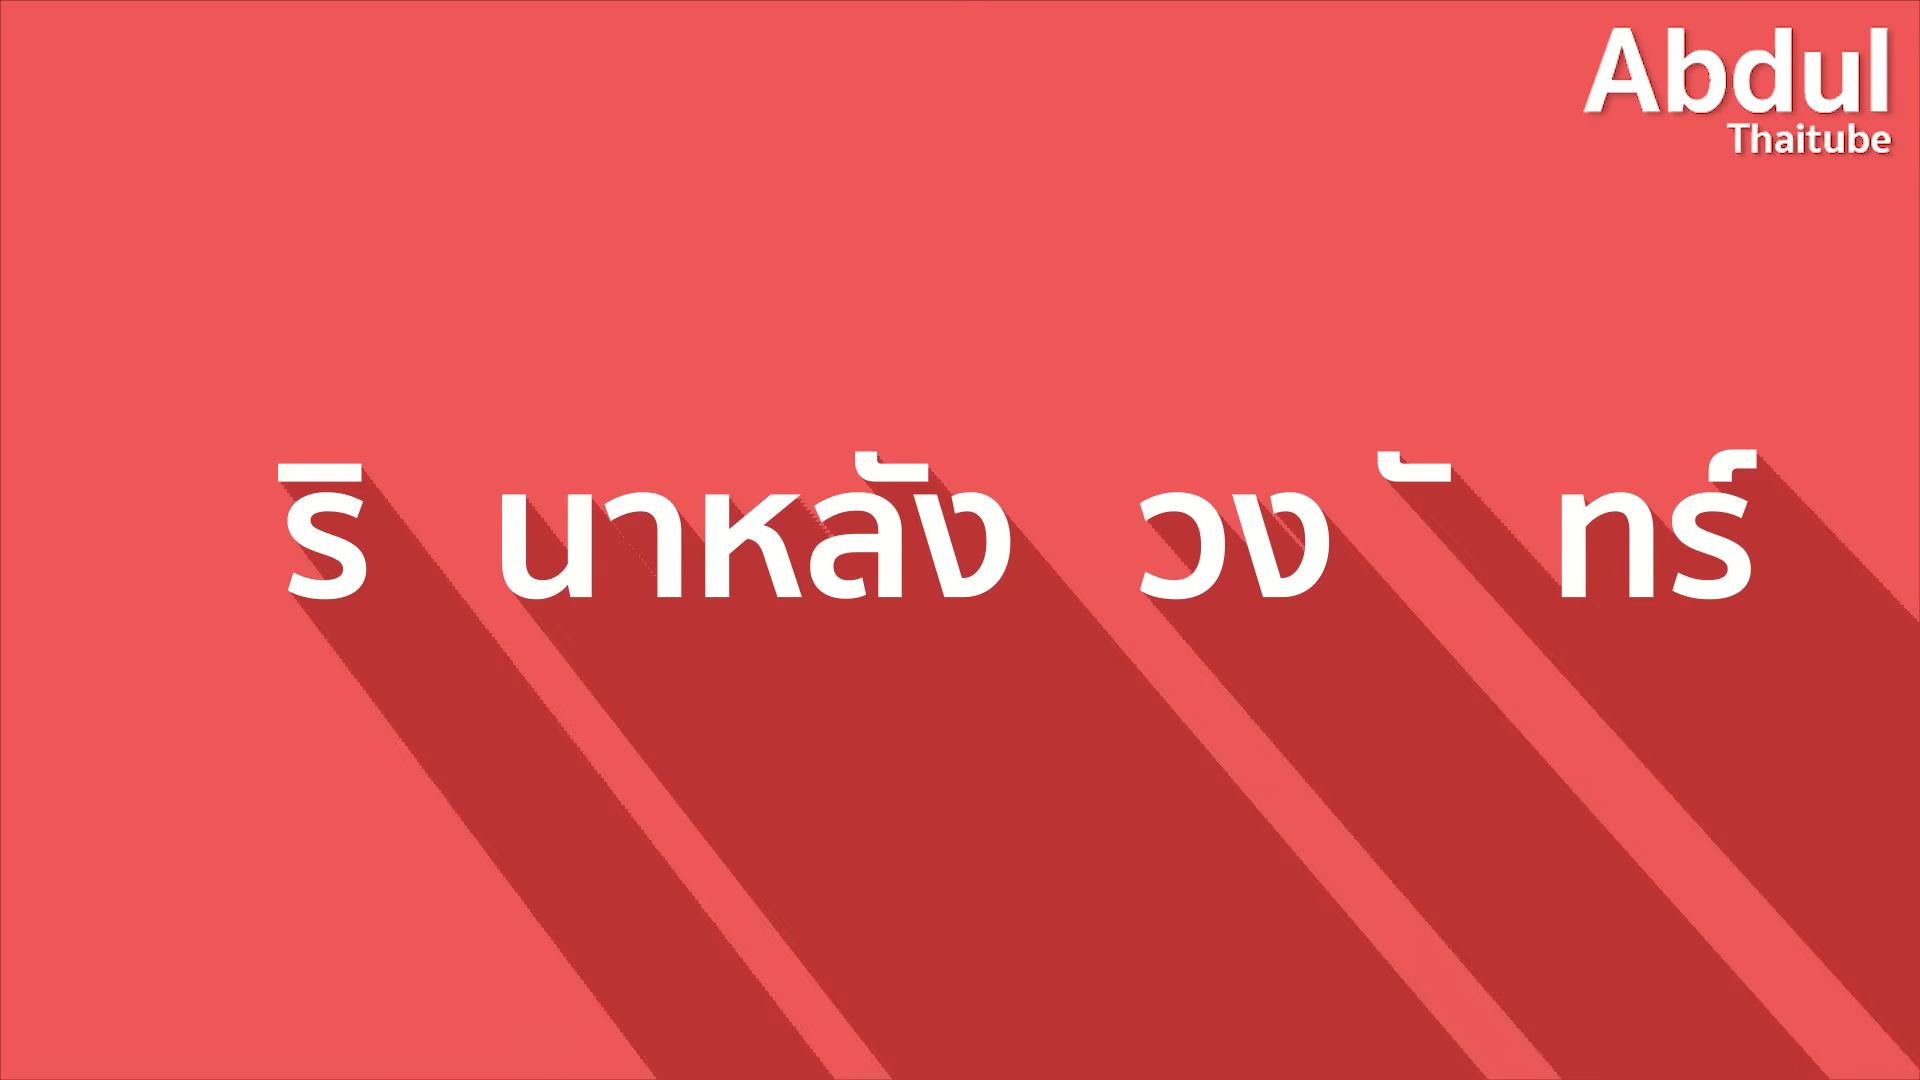 Abdul
Thaitube
ริ นาหลัง วง ั ทร์